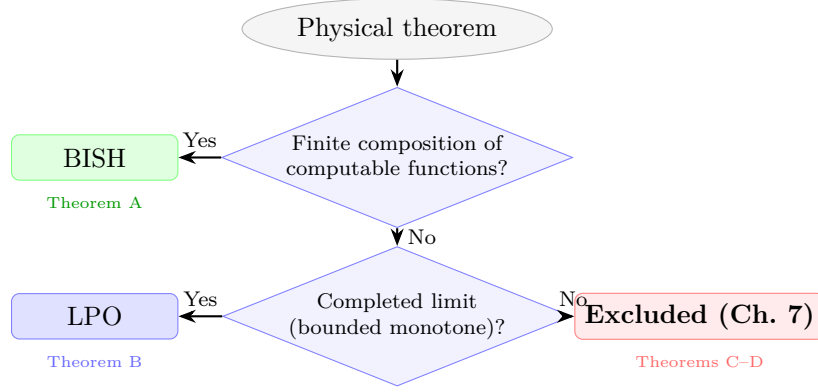 Physical theorem
Finite composition of
computable functions?
Yes
BISH
Theorem A
No
Completed limit
(bounded monotone)?
Yes
LPO
Theorem B
No
Excluded (Ch. 7)
Theorems C–D